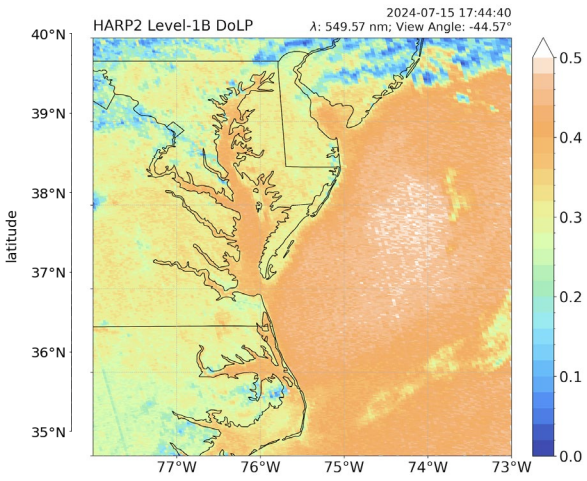 2024-07-15 17:44:40
HARP2 Level-1B DoLP
λ: 549.57 nm; View Angle: -44.57°
40°N
39°N
38°N
37°N
36°N
35°N
latitude
77°W
76°W
75°W
74°W
73°W
0.5
0.4
0.3
0.2
0.1
0.0